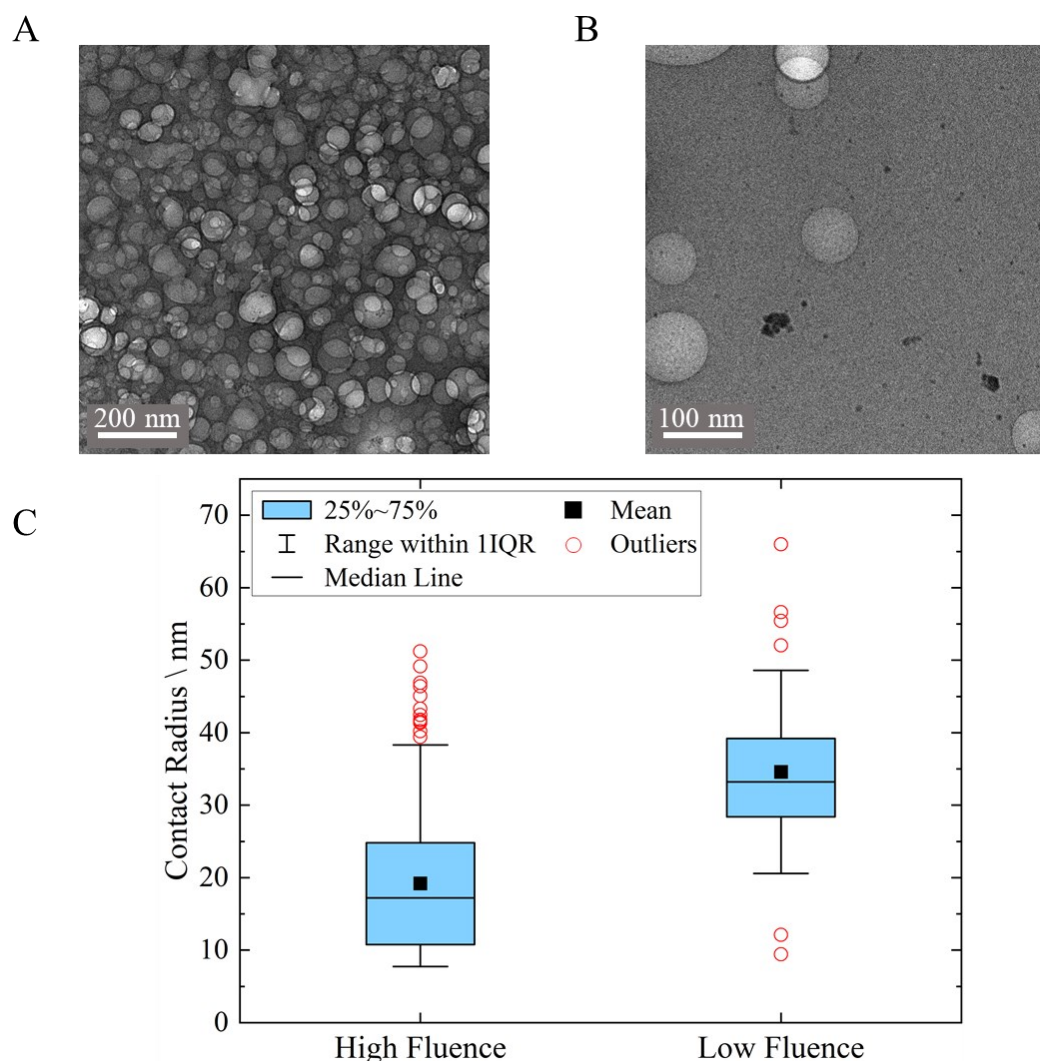 A
B
200 nm
100 nm
C
25%~75%
Mean
Range within 1IQR
Outliers
Median Line
70
60
50
40
30
20
10
0
Contact Radius \ nm
High Fluence
Low Fluence